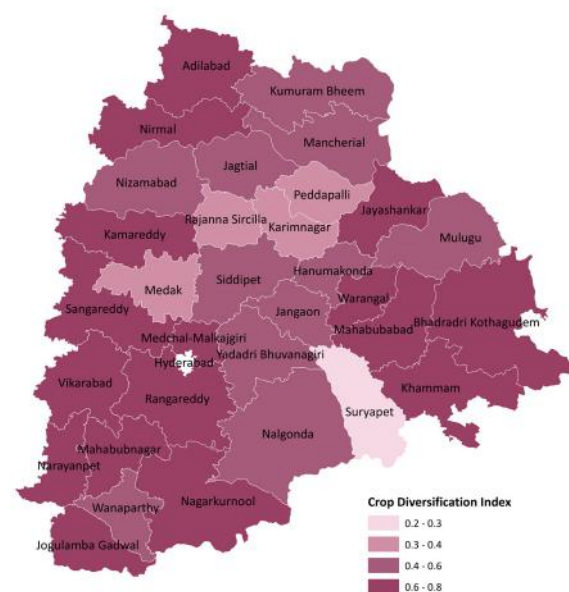 Adilabad
Kumuram Bheem
Nirmal
Mancherial
Jagtial
Nizamabad
Peddapalli
Jayashankar
Rajanna Sircilla
Karimnagar
Kamareddy
Mulugu
Hanumakonda
Siddipet
Medak
Warangal
Sangareddy
Jangaon
Mahabubabad
Bhadradri Kothagudem
Medchal-Malkajgiri
Yadadri Bhuvanagiri
Hyderabad
Vikarabad
Khammam
Rangareddy
Suryapet
Nalgonda
Mahabubnagar
Narayanpet
Nagarkurnool
Wanaparthy
Jogulamba Gadwal
Crop Diversification Index
0.2 - 0.3
0.3 - 0.4
0.4 - 0.6
0.6 - 0.8